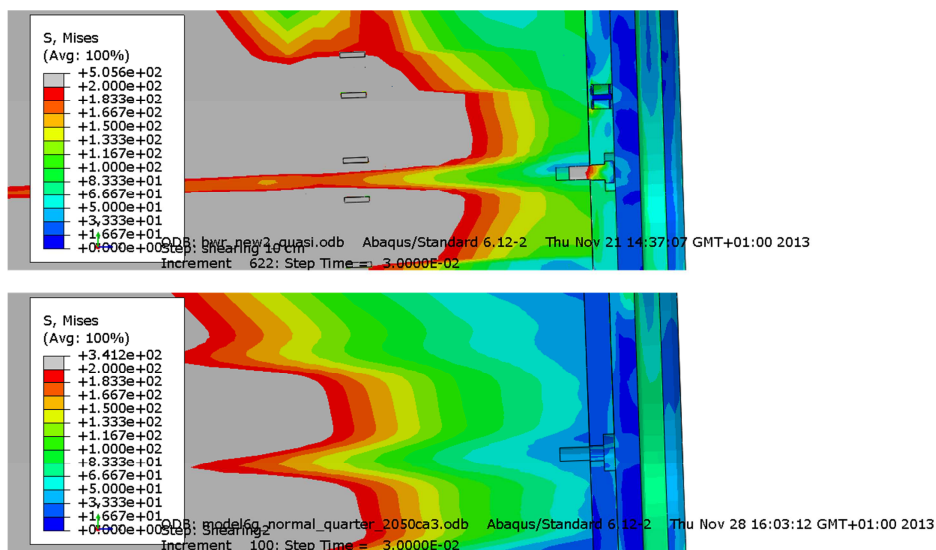 S, Mises
(Avg: 100%)
+5.056e+02
+2.000e+02
+1.833e+02
+1.667e+02
+1.500e+02
+1.333e+02
+1.167e+02
+1.000e+02
+8.333e+01
+6.667e+01
+5.000e+01
+3.333e+01
+1.667e+01
+0.000e+00
ODB: bwr_new2_quasi.odb Abaqus/Standard 6.12-2 Thu Nov 21 14:37:07 GMT+01:00 2013
Step: Shearing 10 cm
Increment 622: Step Time = 3.0000E-02
S, Mises
(Avg: 100%)
+3.412e+02
+2.000e+02
+1.833e+02
+1.667e+02
+1.500e+02
+1.333e+02
+1.167e+02
+1.000e+02
+8.333e+01
+6.667e+01
+5.000e+01
+3.333e+01
+1.667e+01
+0.000e+00
ODB: model6g_normal_quarter_2050ca3.odb Abaqus/Standard 6.12-2 Thu Nov 28 16:03:12 GMT+01:00 2013
Step: Shearing2
Increment 100: Step Time = 3.0000E-02